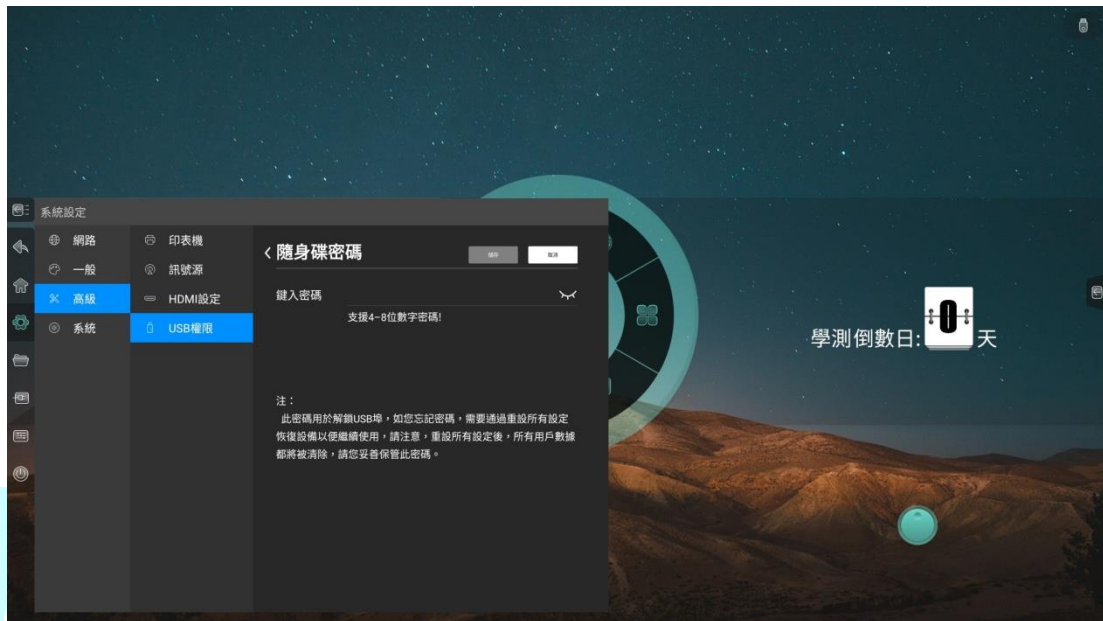 系統設定
網路
一般
高級
系統
印表機
訊號源
HDMI設定
USB權限
隨身碟密碼
儲存
取消
鍵入密碼
支援4-8位數字密碼!
注：
此密碼用於解鎖USB埠，如您忘記密碼，需要通過重設所有設定
恢復設備以便繼續使用，請注意，重設所有設定後，所有用戶數據
都將被清除，請您妥善保管此密碼。
學測倒數日: 0 天